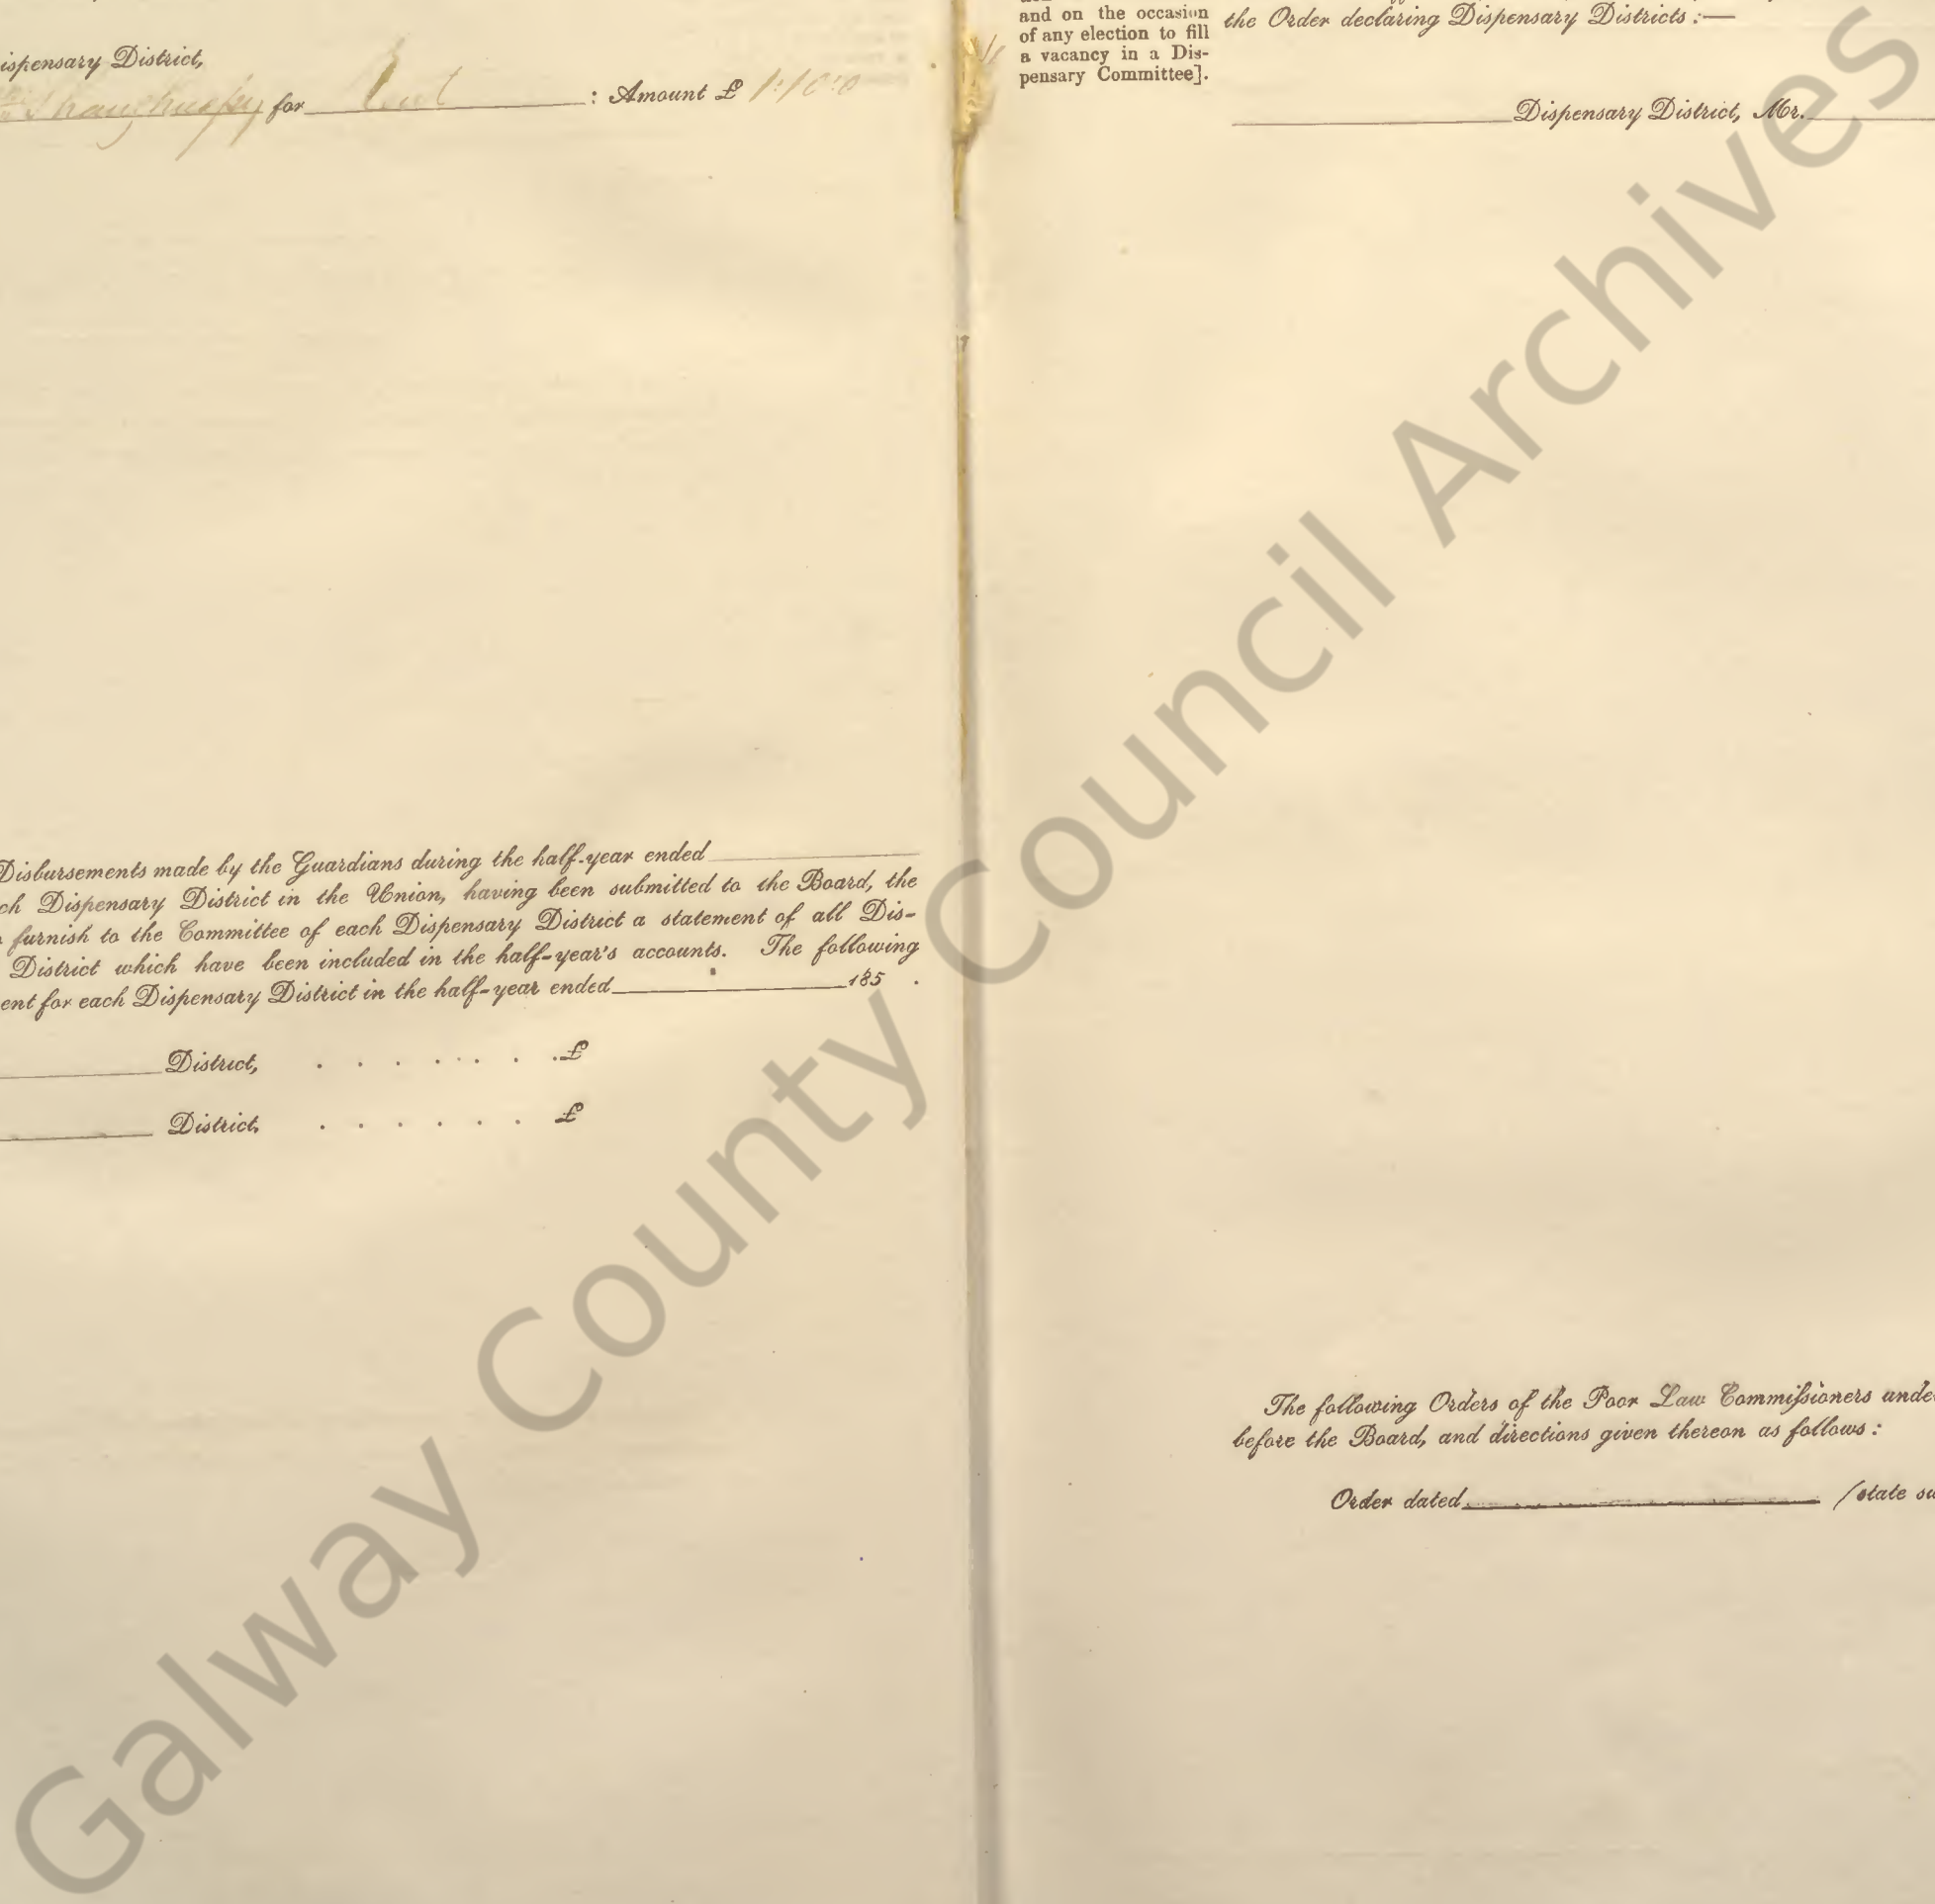 ispensary District,
Shaughnessy for Rent : Amount £ 1:10:0
Disbursements made by the Guardians during the half-year ended
ch Dispensary District in the Union, having been submitted to the Board, the
furnish to the Committee of each Dispensary District a statement of all Dis-
District which have been included in the half-year's accounts. The following
ent for each Dispensary District in the half-year ended 185 .
District, . . . . . . . £
District, . . . . . . £
and on the occasion
of any election to fill
a vacancy in a Dis-
pensary Committee].
the Order declaring Dispensary Districts :—
Dispensary District, Mr.
The following Orders of the Poor Law Commissioners unde
before the Board, and directions given thereon as follows :
Order dated (state su
Galway County Council Archives